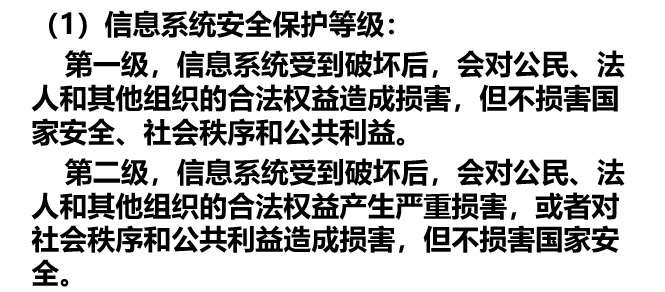 （1）信息系统安全保护等级：
第一级，信息系统受到破坏后，会对公民、法
人和其他组织的合法权益造成损害，但不损害国
家安全、社会秩序和公共利益。
第二级，信息系统受到破坏后，会对公民、法
人和其他组织的合法权益产生严重损害，或者对
社会秩序和公共利益造成损害，但不损害国家安
全。